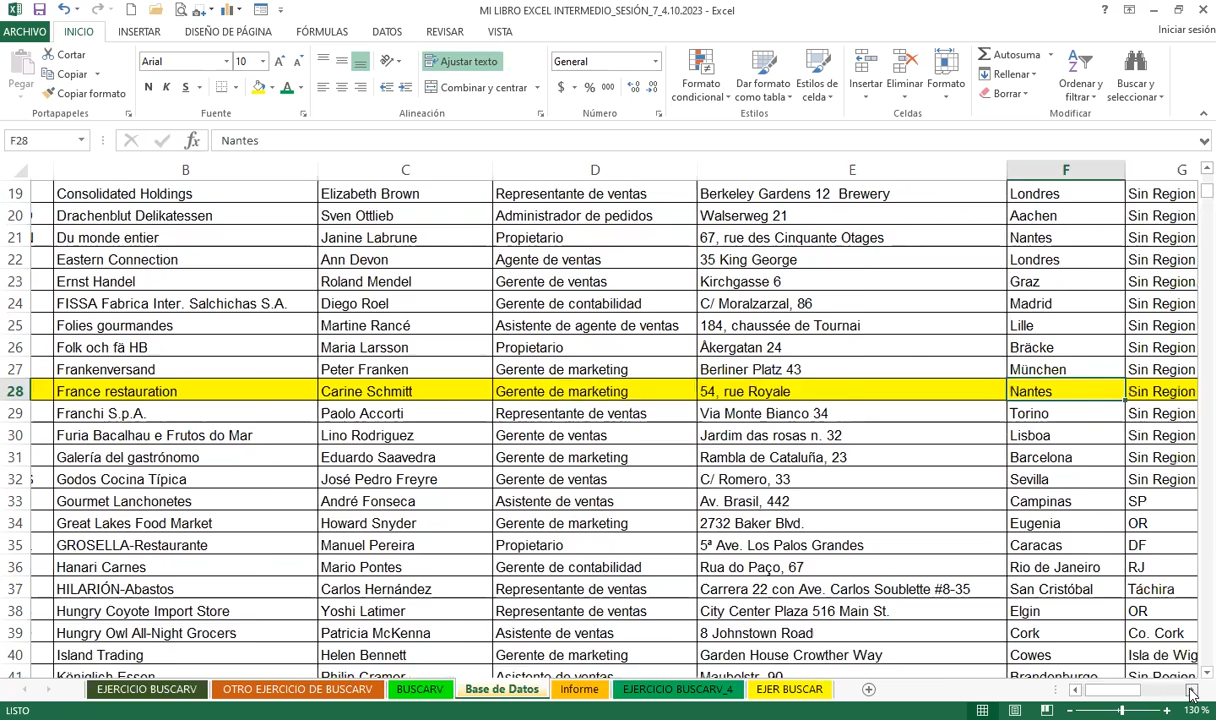 MI LIBRO EXCEL INTERMEDIO_SESIÓN_7_4.10.2023 - Excel
ARCHIVO INICIO INSERTAR DISEÑO DE PÁGINA FÓRMULAS DATOS REVISAR VISTA Iniciar sesión
Pegar
Cortar
Copiar
Copiar formato
Portapapeles
Arial 10
N K S
Fuente
Ajustar texto
Combinar y centrar
Alineación
General
$ % 000
Número
Formato condicional
Dar formato como tabla
Estilos de celda
Estilos
Insertar Eliminar Formato
Celdas
Autosuma
Rellenar
Borrar
Ordenar y filtrar
Buscar y seleccionar
Modificar
F28 fx Nantes
B C D E F G
19 Consolidated Holdings Elizabeth Brown Representante de ventas Berkeley Gardens 12 Brewery Londres Sin Region
20 Drachenblut Delikatessen Sven Ottlieb Administrador de pedidos Walserweg 21 Aachen Sin Region
21 Du monde entier Janine Labrune Propietario 67, rue des Cinquante Otages Nantes Sin Region
22 Eastern Connection Ann Devon Agente de ventas 35 King George Londres Sin Region
23 Ernst Handel Roland Mendel Gerente de ventas Kirchgasse 6 Graz Sin Region
24 FISSA Fabrica Inter. Salchichas S.A. Diego Roel Gerente de contabilidad C/ Moralzarzal, 86 Madrid Sin Region
25 Folies gourmandes Martine Rancé Asistente de agente de ventas 184, chaussée de Tournai Lille Sin Region
26 Folk och fä HB Maria Larsson Propietario Åkergatan 24 Bräcke Sin Region
27 Frankenversand Peter Franken Gerente de marketing Berliner Platz 43 München Sin Region
28 France restauration Carine Schmitt Gerente de marketing 54, rue Royale Nantes Sin Region
29 Franchi S.p.A. Paolo Accorti Representante de ventas Via Monte Bianco 34 Torino Sin Region
30 Furia Bacalhau e Frutos do Mar Lino Rodriguez Gerente de ventas Jardim das rosas n. 32 Lisboa Sin Region
31 Galería del gastrónomo Eduardo Saavedra Gerente de marketing Rambla de Cataluña, 23 Barcelona Sin Region
32 Godos Cocina Típica José Pedro Freyre Gerente de ventas C/ Romero, 33 Sevilla Sin Region
33 Gourmet Lanchonetes André Fonseca Asistente de ventas Av. Brasil, 442 Campinas SP
34 Great Lakes Food Market Howard Snyder Gerente de marketing 2732 Baker Blvd. Eugenia OR
35 GROSELLA-Restaurante Manuel Pereira Propietario 5ª Ave. Los Palos Grandes Caracas DF
36 Hanari Carnes Mario Pontes Gerente de contabilidad Rua do Paço, 67 Rio de Janeiro RJ
37 HILARIÓN-Abastos Carlos Hernández Representante de ventas Carrera 22 con Ave. Carlos Soublette #8-35 San Cristóbal Táchira
38 Hungry Coyote Import Store Yoshi Latimer Representante de ventas City Center Plaza 516 Main St. Elgin OR
39 Hungry Owl All-Night Grocers Patricia McKenna Asistente de ventas 8 Johnstown Road Cork Co. Cork
40 Island Trading Helen Bennett Gerente de marketing Garden House Crowther Way Cowes Isla de Wig
41 Königlich Essen Philip Cramer Maubelstr. 90 Brandenburgo Sin Region
EJERCICIO BUSCARV OTRO EJERCICIO DE BUSCARV BUSCARV Base de Datos Informe EJERCICIO BUSCARV_4 EJER BUSCAR
LISTO 130 %